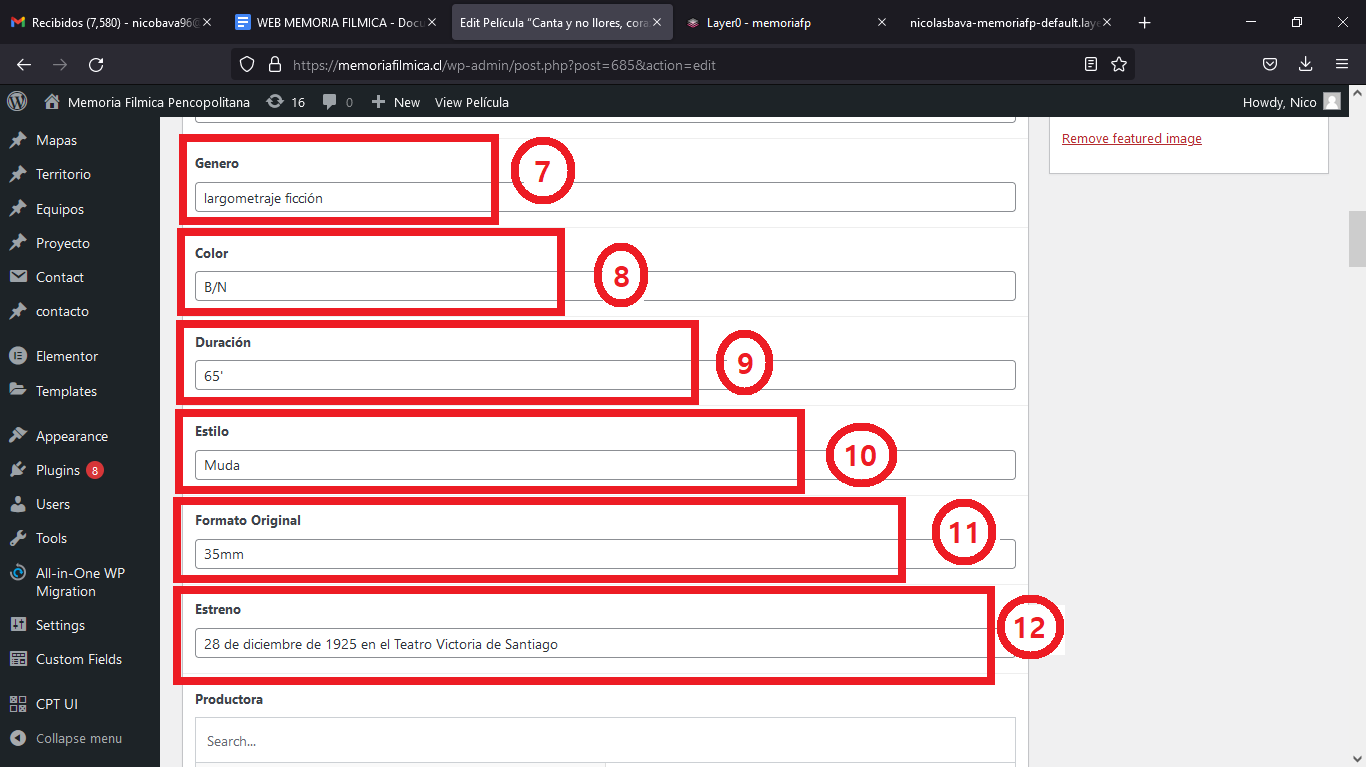 Recibidos (7,580) - nicobava96@
WEB MEMORIA FILMICA - Docu
Edit Película “Canta y no llores, cora
Layer0 - memoriafp
nicolasbava-memoriafp-default.laye
https://memoriafilmica.cl/wp-admin/post.php?post=685&action=edit
Memoria Filmica Pencopolitana
16
0
New
View Película
Howdy, Nico
Mapas
Territorio
Equipos
Proyecto
Contact
contacto
Elementor
Templates
Appearance
Plugins 8
Users
Tools
All-in-One WP
Migration
Settings
Custom Fields
CPT UI
Collapse menu
Genero
largometraje ficción
7
Color
B/N
8
Duración
65'
9
Estilo
Muda
10
Formato Original
35mm
11
Estreno
28 de diciembre de 1925 en el Teatro Victoria de Santiago
12
Productora
Search...
Remove featured image